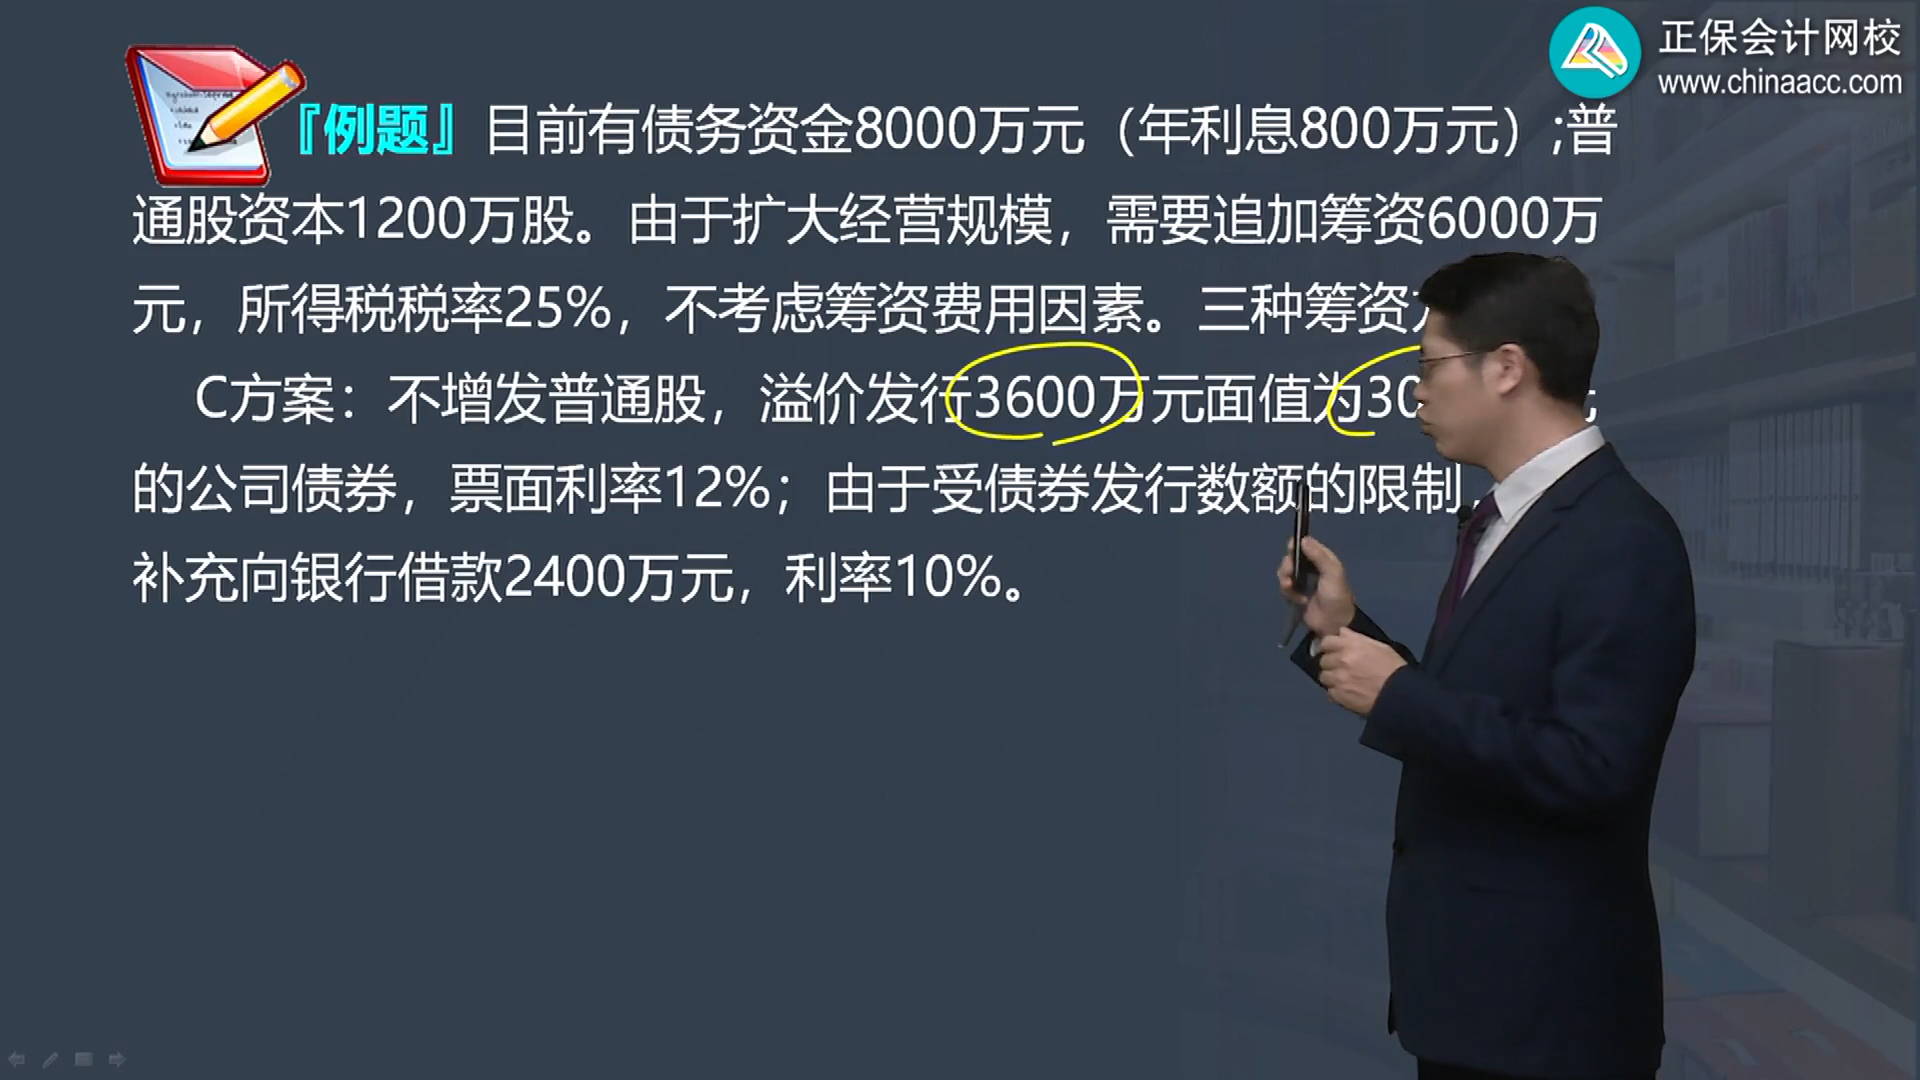 正保会计网校
www.chinaacc.com
『例题』目前有债务资金8000万元（年利息800万元）;普
通股资本1200万股。由于扩大经营规模，需要追加筹资6000万
元，所得税税率25%，不考虑筹资费用因素。三种筹资
C方案：不增发普通股，溢价发行3600万元面值为30
的公司债券，票面利率12%；由于受债券发行数额的限制，
补充向银行借款2400万元，利率10%。